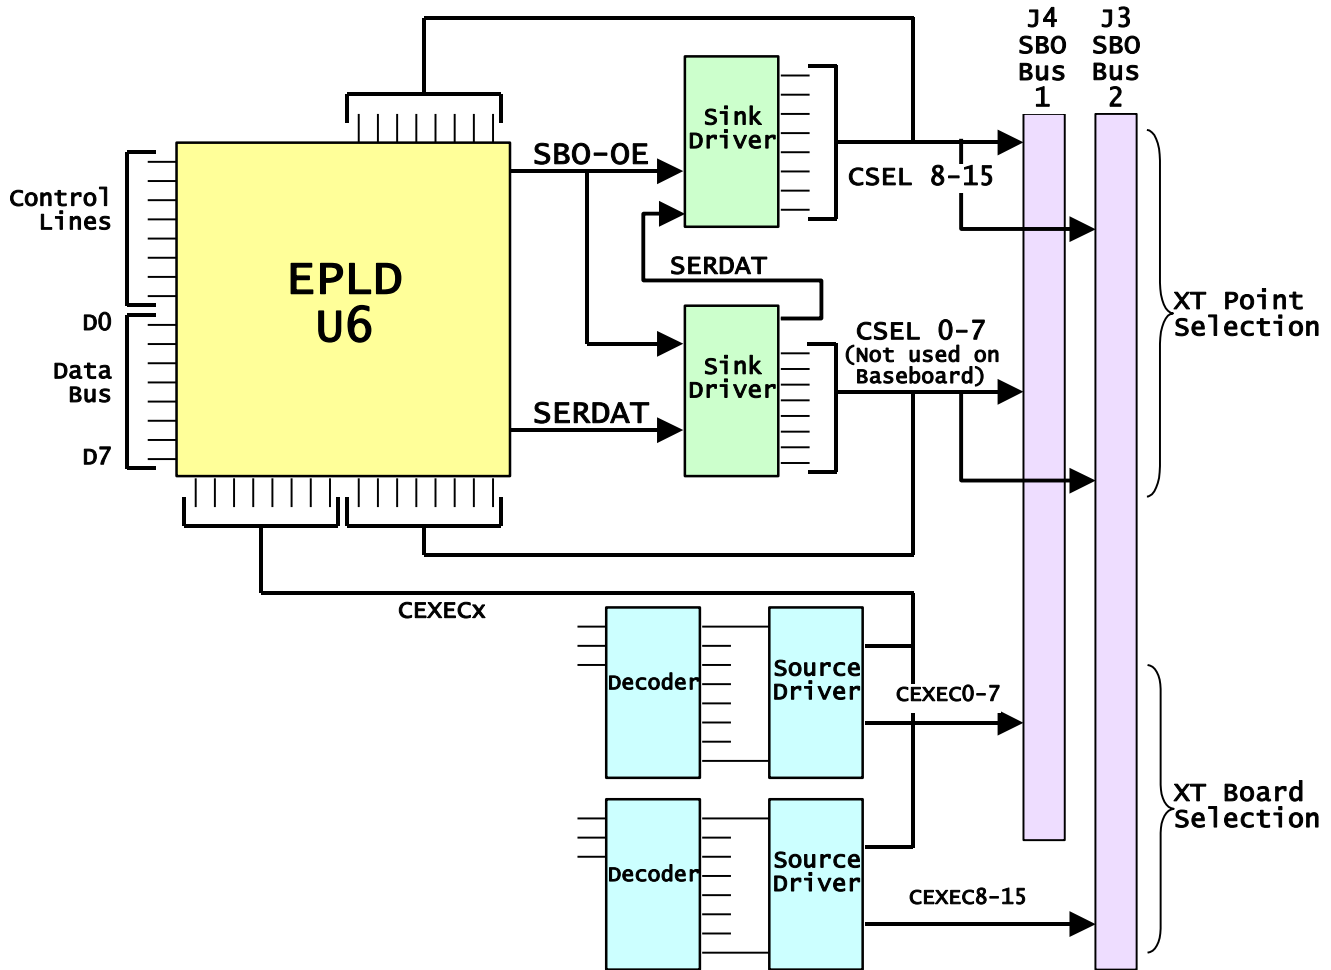 J4
SBO
Bus
1
J3
SBO
Bus
2
Sink
Driver
SBO-OE
CSEL 8-15
Control
Lines
EPLD
U6
SERDAT
D0
Data
Bus
D7
XT Point
Selection
CSEL 0-7
(Not used on
Baseboard)
Sink
Driver
SERDAT
CEXECx
Decoder
Source
Driver
CEXEC0-7
XT Board
Selection
Decoder
Source
Driver
CEXEC8-15